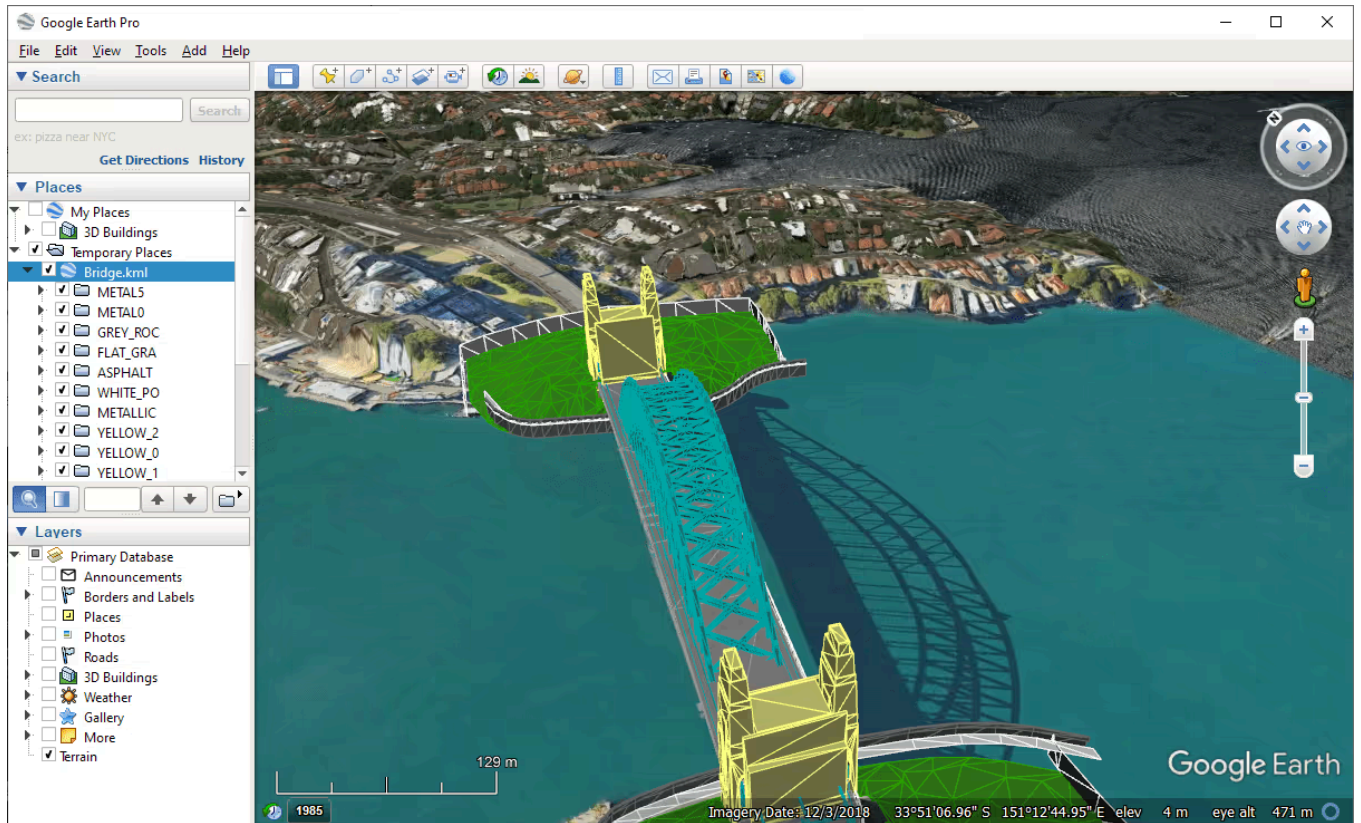 Google Earth Pro
File Edit View Tools Add Help
Search
Search
ex: pizza near NYC
Get Directions History
Places
My Places
3D Buildings
Temporary Places
Bridge.kml
METAL5
METAL0
GREY_ROC
FLAT_GRA
ASPHALT
WHITE_PO
METALLIC
YELLOW_2
YELLOW_0
YELLOW_1
Layers
Primary Database
Announcements
Borders and Labels
Places
Photos
Roads
3D Buildings
Weather
Gallery
More
Terrain
N
129 m
Google Earth
1985
Imagery Date: 12/3/2018 33°51'06.96" S 151°12'44.95" E elev 4 m eye alt 471 m